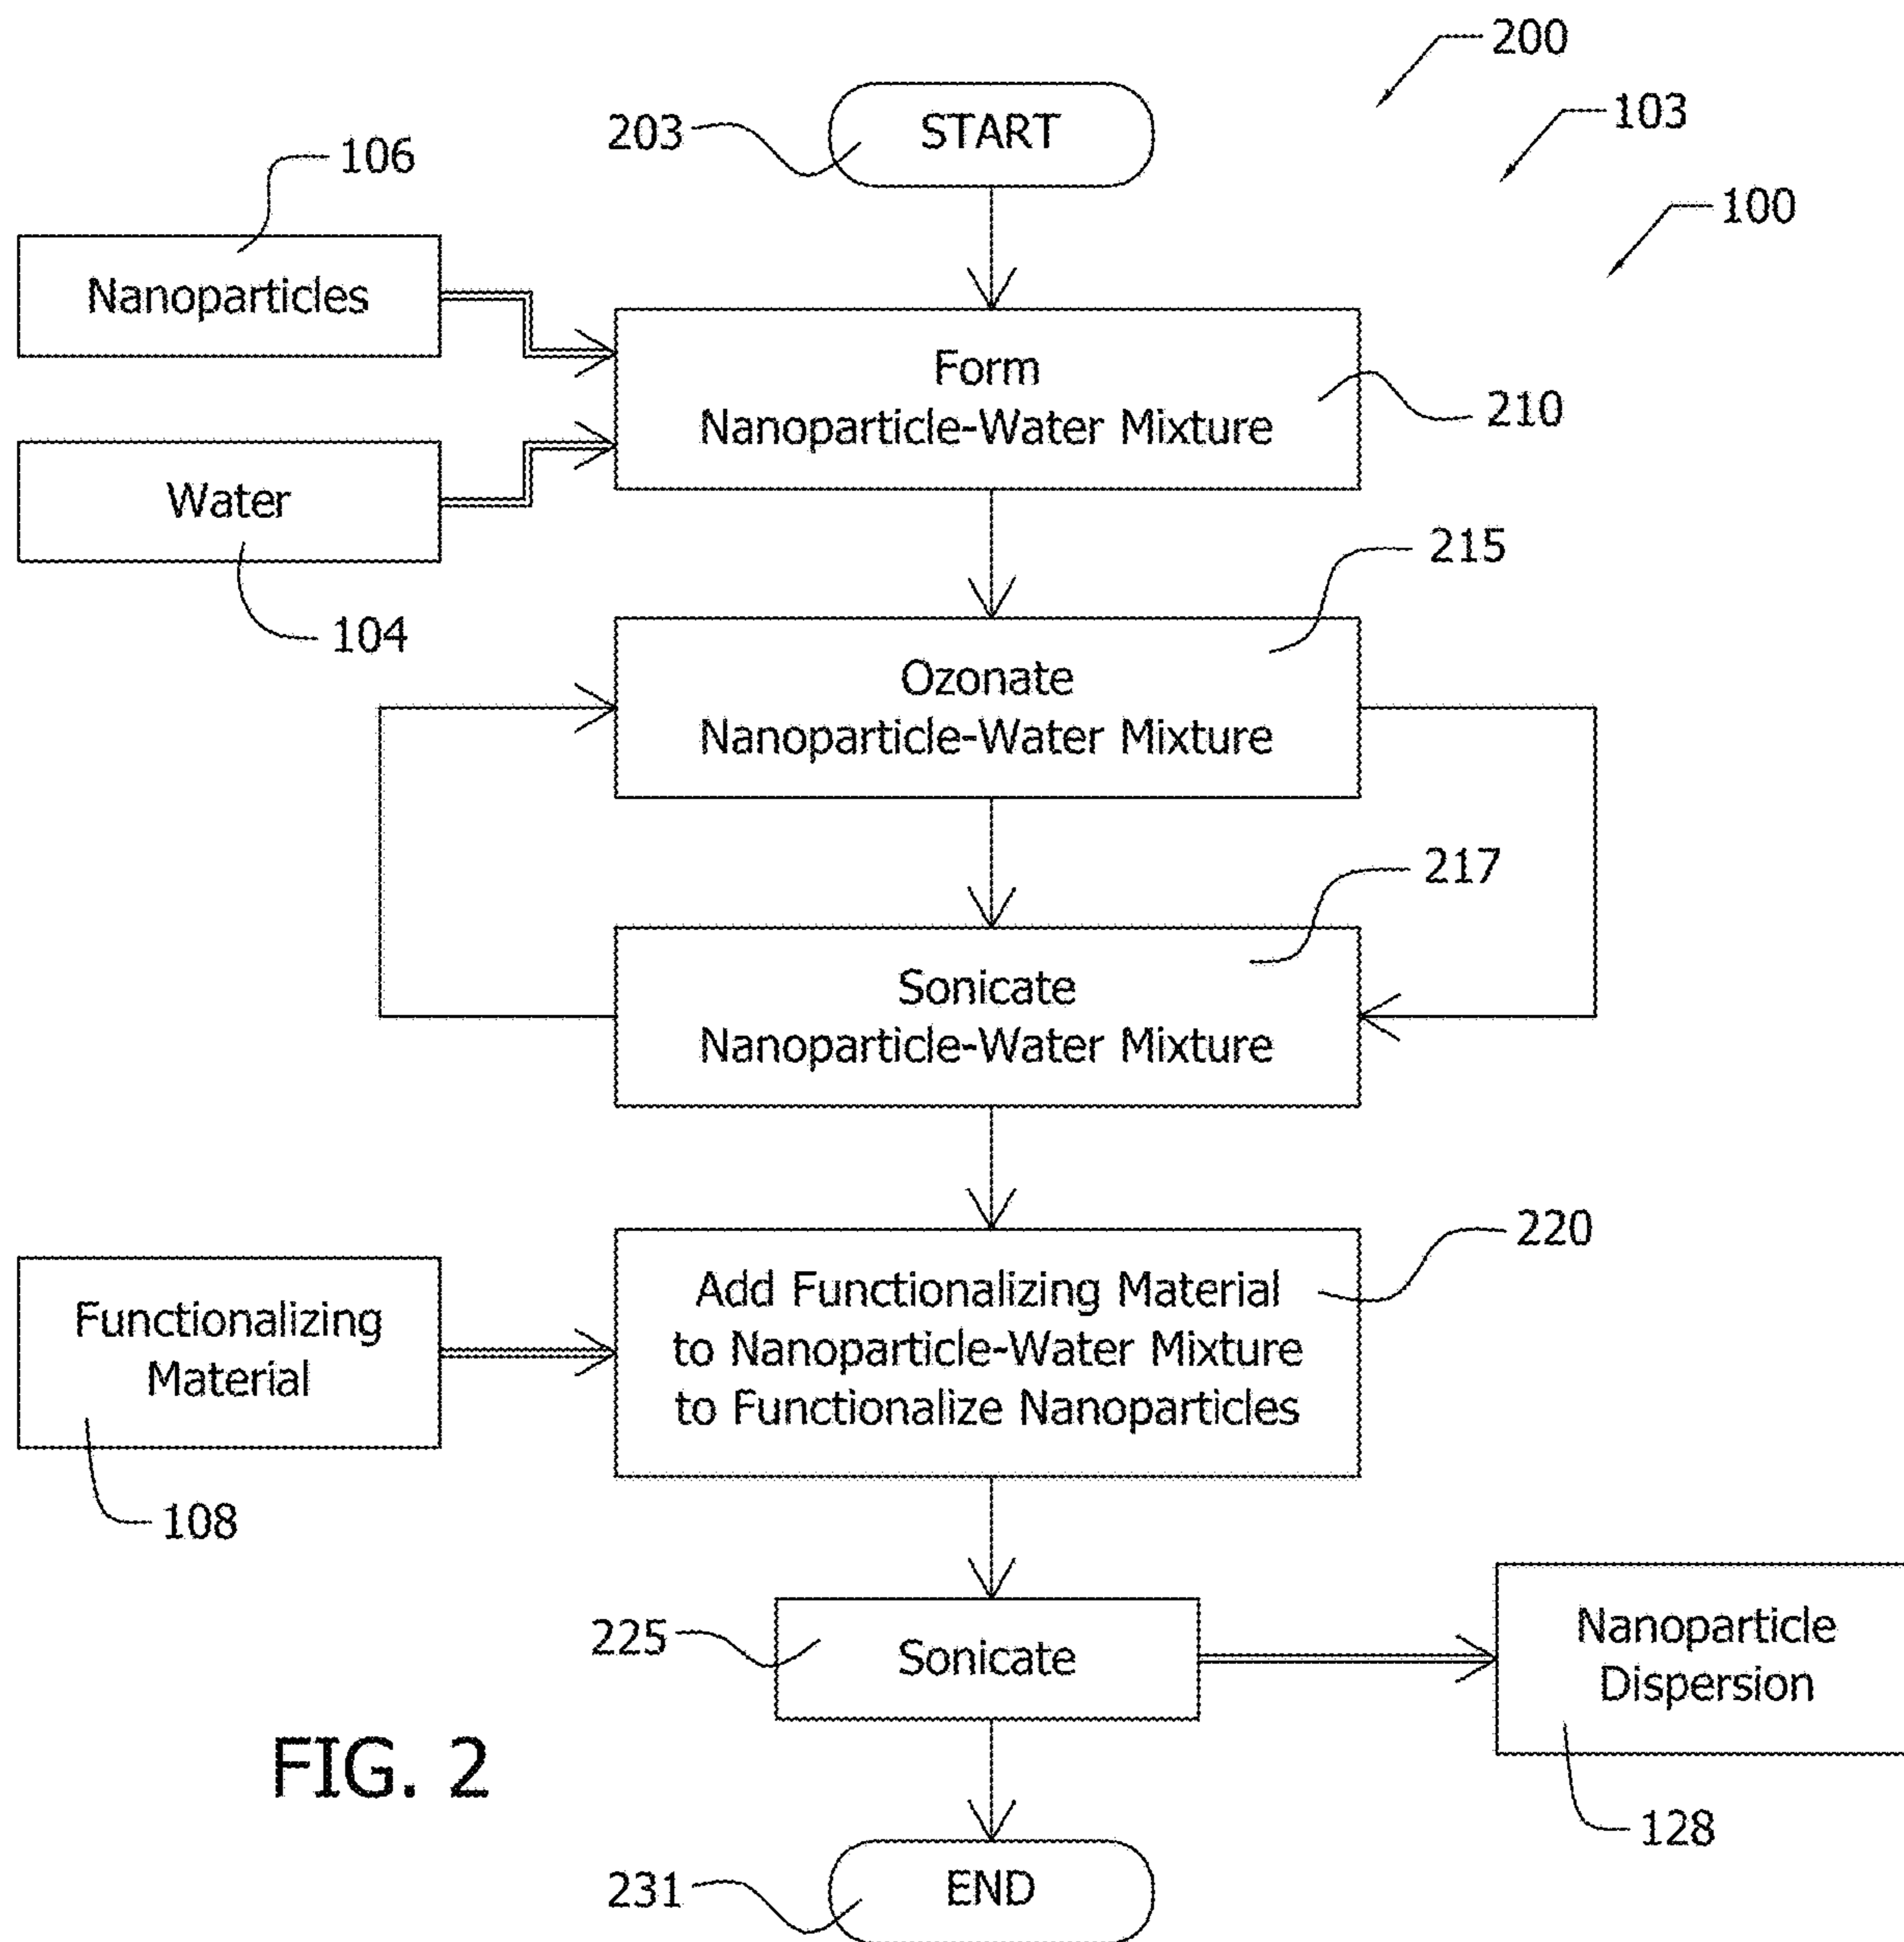 200
103
100
203
START
106
Nanoparticles
Form
Nanoparticle-Water Mixture
210
Water
104
215
Ozonate
Nanoparticle-Water Mixture
217
Sonicate
Nanoparticle-Water Mixture
220
Functionalizing
Material
108
Add Functionalizing Material
to Nanoparticle-Water Mixture
to Functionalize Nanoparticles
225
Sonicate
Nanoparticle
Dispersion
128
FIG. 2
231
END